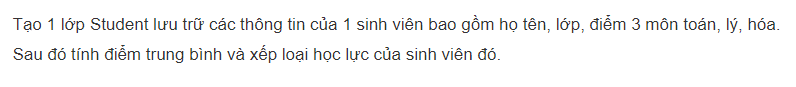 Tạo 1 lớp Student lưu trữ các thông tin của 1 sinh viên bao gồm họ tên, lớp, điểm 3 môn toán, lý, hóa.
Sau đó tính điểm trung bình và xếp loại học lực của sinh viên đó.